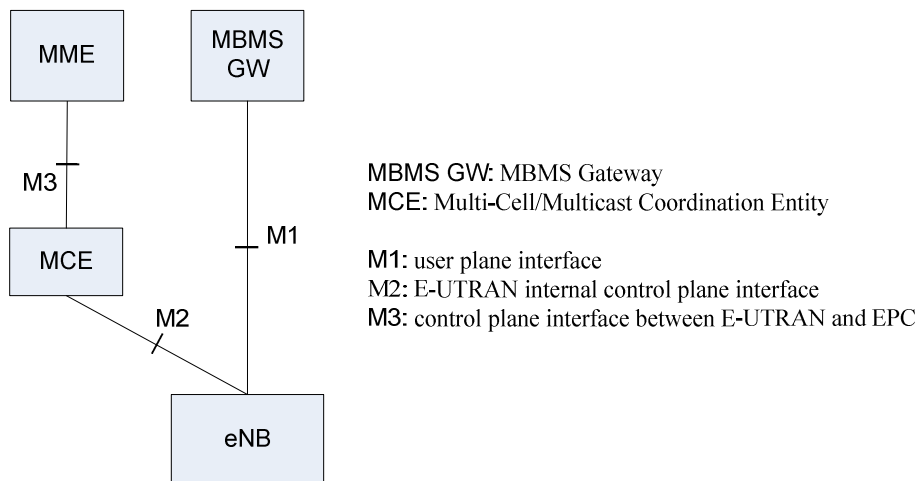 MME
MBMS
GW
M3
M1
MCE
M2
eNB
MBMS GW: MBMS Gateway
MCE: Multi-Cell/Multicast Coordination Entity
M1: user plane interface
M2: E-UTRAN internal control plane interface
M3: control plane interface between E-UTRAN and EPC